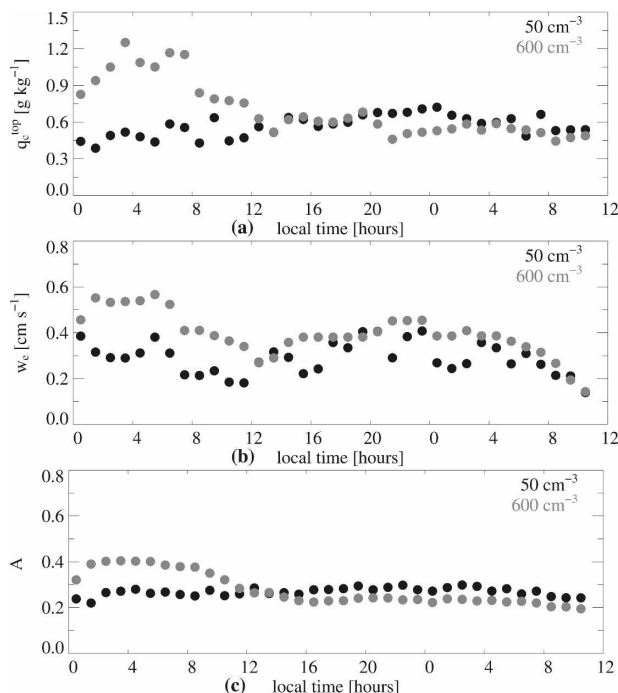 1.5
1.2
0.9
0.6
0.3
0.0
q_c^top [g kg⁻¹]
50 cm⁻³
600 cm⁻³
0 4 8 12 16 20 0 4 8 12
(a) local time [hours]
0.8
0.6
0.4
0.2
0.0
w_e [cm s⁻¹]
50 cm⁻³
600 cm⁻³
0 4 8 12 16 20 0 4 8 12
(b) local time [hours]
0.8
0.6
0.4
0.2
0.0
A
50 cm⁻³
600 cm⁻³
0 4 8 12 16 20 0 4 8 12
(c) local time [hours]